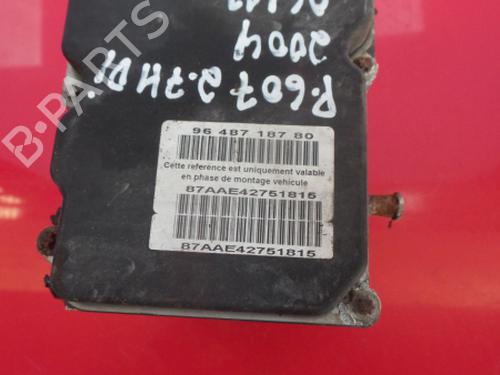 2004
P.607 2.7HDi
96 487 187 80
Cette reference est uniquement valable
en phase de montage vehicule
87AAE42751815
87AAE42751815
B-PARTS